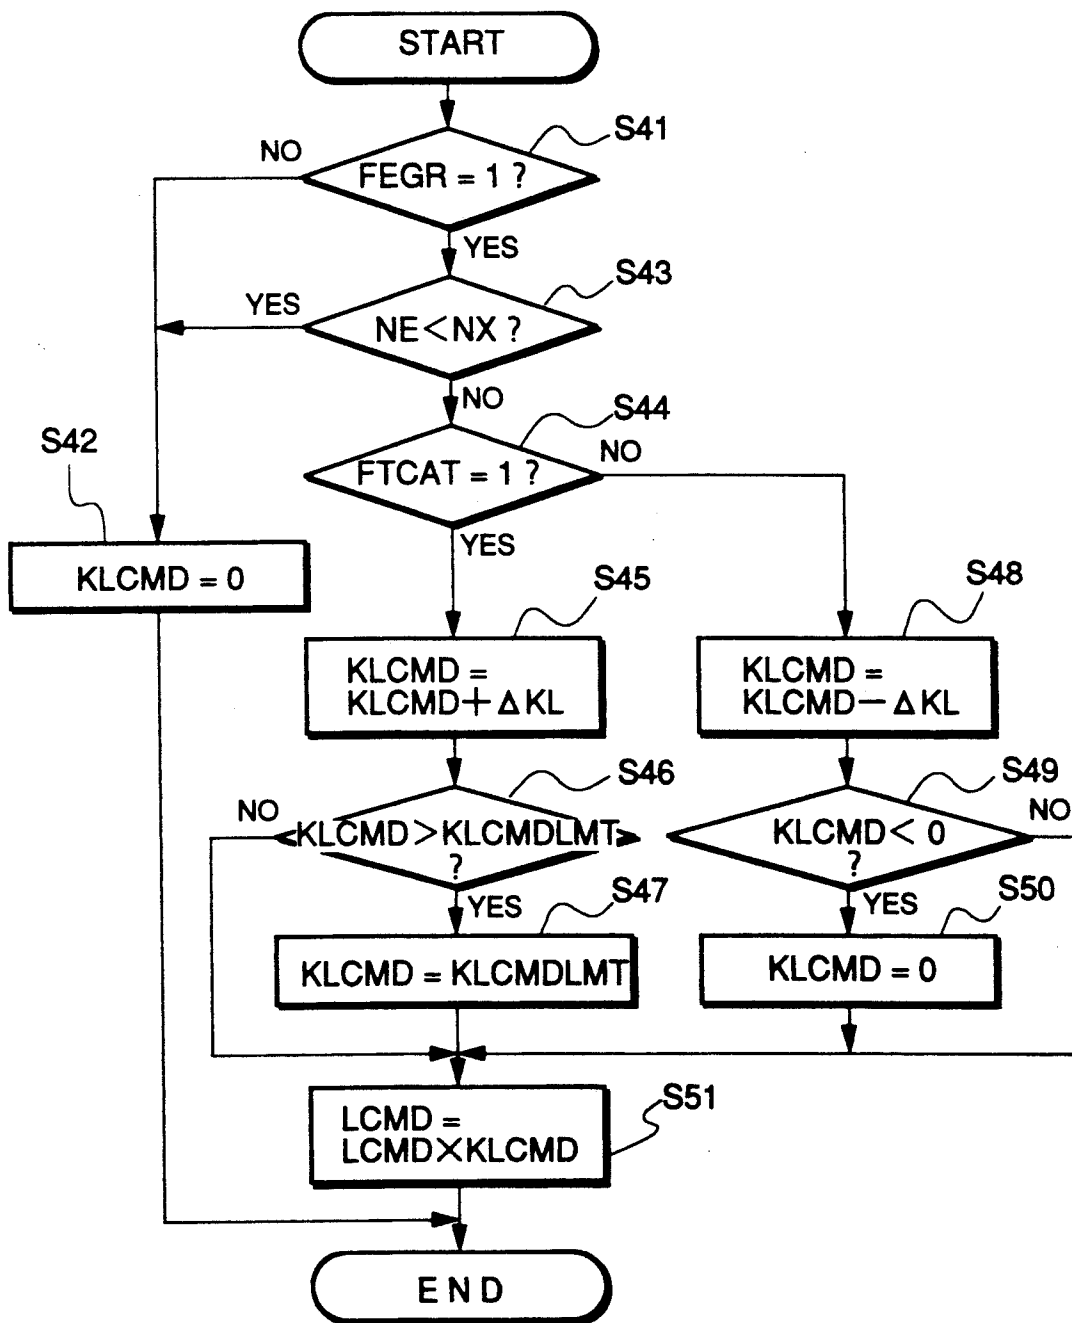 START
S41
NO
FEGR = 1 ?
YES
S43
YES
NE<NX ?
NO
S44
S42
FTCAT = 1 ?
NO
YES
KLCMD = 0
S45
S48
KLCMD =
KLCMD+ΔKL
KLCMD =
KLCMD−ΔKL
S46
S49
NO
KLCMD>KLCMDLMT
?
KLCMD<0
?
NO
YES
S47
YES
S50
KLCMD = KLCMDLMT
KLCMD = 0
S51
LCMD =
LCMD×KLCMD
END